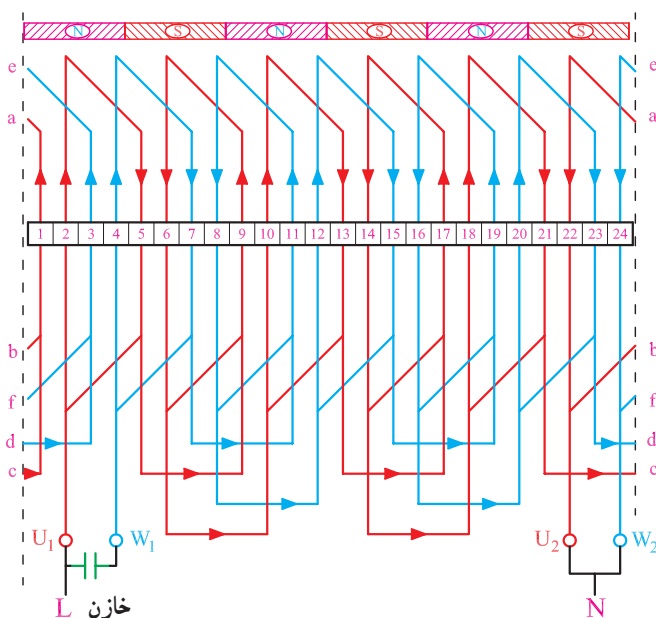 N S N S N S
e e
a a
1 2 3 4 5 6 7 8 9 10 11 12 13 14 15 16 17 18 19 20 21 22 23 24
b b
f f
d d
c c
U1 W1 U2 W2
L خازن N